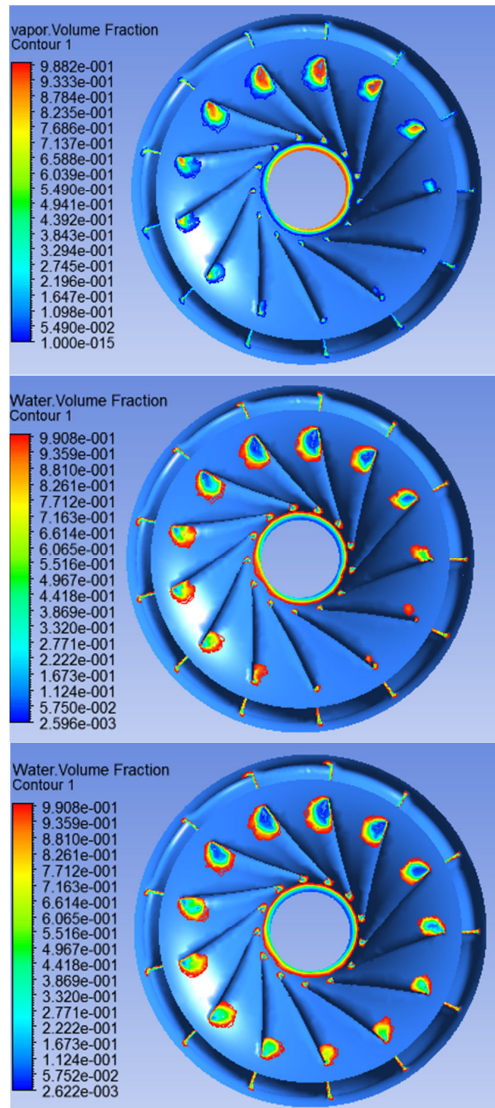 vapor.Volume Fraction
Contour 1
9.882e-001
9.333e-001
8.784e-001
8.235e-001
7.686e-001
7.137e-001
6.588e-001
6.039e-001
5.490e-001
4.941e-001
4.392e-001
3.843e-001
3.294e-001
2.745e-001
2.196e-001
1.647e-001
1.098e-001
5.490e-002
1.000e-015
Water.Volume Fraction
Contour 1
9.908e-001
9.359e-001
8.810e-001
8.261e-001
7.712e-001
7.163e-001
6.614e-001
6.065e-001
5.516e-001
4.967e-001
4.418e-001
3.869e-001
3.320e-001
2.771e-001
2.222e-001
1.673e-001
1.124e-001
5.750e-002
2.596e-003
Water.Volume Fraction
Contour 1
9.908e-001
9.359e-001
8.810e-001
8.261e-001
7.712e-001
7.163e-001
6.614e-001
6.065e-001
5.516e-001
4.967e-001
4.418e-001
3.869e-001
3.320e-001
2.771e-001
2.222e-001
1.673e-001
1.124e-001
5.752e-002
2.622e-003